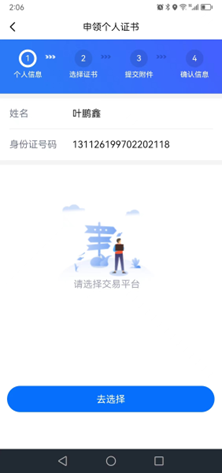 2:06
申领个人证书
1
2
3
4
个人信息
选择证书
提交附件
确认信息
姓名 叶鹏鑫
身份证号码 131126199702202118
请选择交易平台
去选择